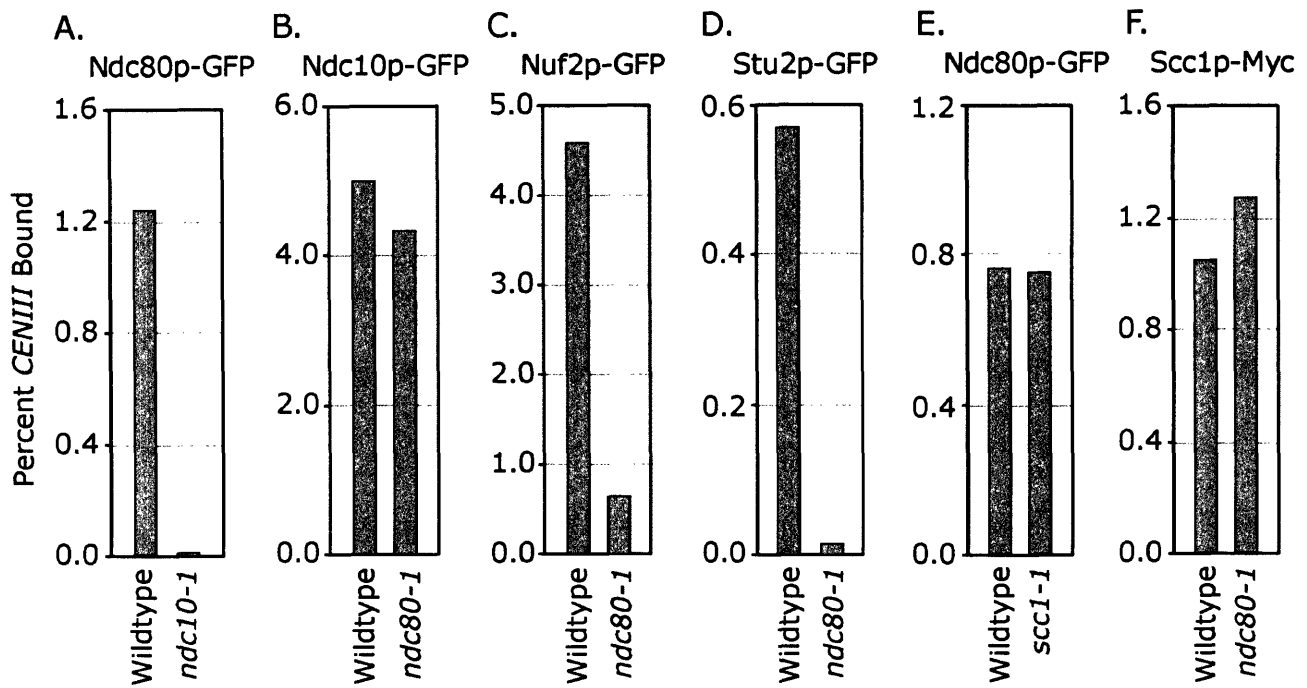 A.
B.
C.
D.
E.
F.
Ndc80p-GFP
Ndc10p-GFP
Nuf2p-GFP
Stu2p-GFP
Ndc80p-GFP
Scc1p-Myc
Percent CENIII Bound
1.6
1.2
0.8
0.4
0.0
Wildtype
ndc10-1
6.0
4.0
2.0
0.0
Wildtype
ndc80-1
5.0
4.0
3.0
2.0
1.0
0.0
Wildtype
ndc80-1
0.6
0.4
0.2
0.0
Wildtype
ndc80-1
1.2
0.8
0.4
0.0
Wildtype
scc1-1
1.6
1.2
0.8
0.4
0.0
Wildtype
ndc80-1